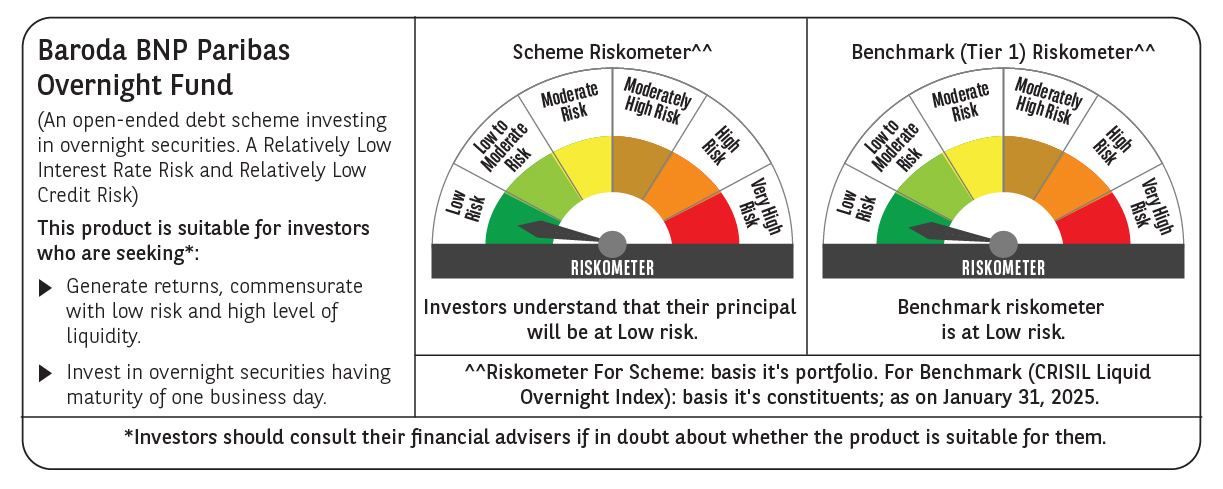 Baroda BNP Paribas
Overnight Fund
(An open-ended debt scheme investing
in overnight securities. A Relatively Low
Interest Rate Risk and Relatively Low
Credit Risk)
This product is suitable for investors
who are seeking*:
Generate returns, commensurate
with low risk and high level of
liquidity.
Invest in overnight securities having
maturity of one business day.
Scheme Riskometer^^
Low
Risk
Low to
Moderate
Risk
Moderate
Risk
Moderately
High Risk
High
Risk
Very High
Risk
RISKOMETER
Investors understand that their principal
will be at Low risk.
Benchmark (Tier 1) Riskometer^^
Low
Risk
Low to
Moderate
Risk
Moderate
Risk
Moderately
High Risk
High
Risk
Very High
Risk
RISKOMETER
Benchmark riskometer
is at Low risk.
^^Riskometer For Scheme: basis it's portfolio. For Benchmark (CRISIL Liquid
Overnight Index): basis it's constituents; as on January 31, 2025.
*Investors should consult their financial advisers if in doubt about whether the product is suitable for them.